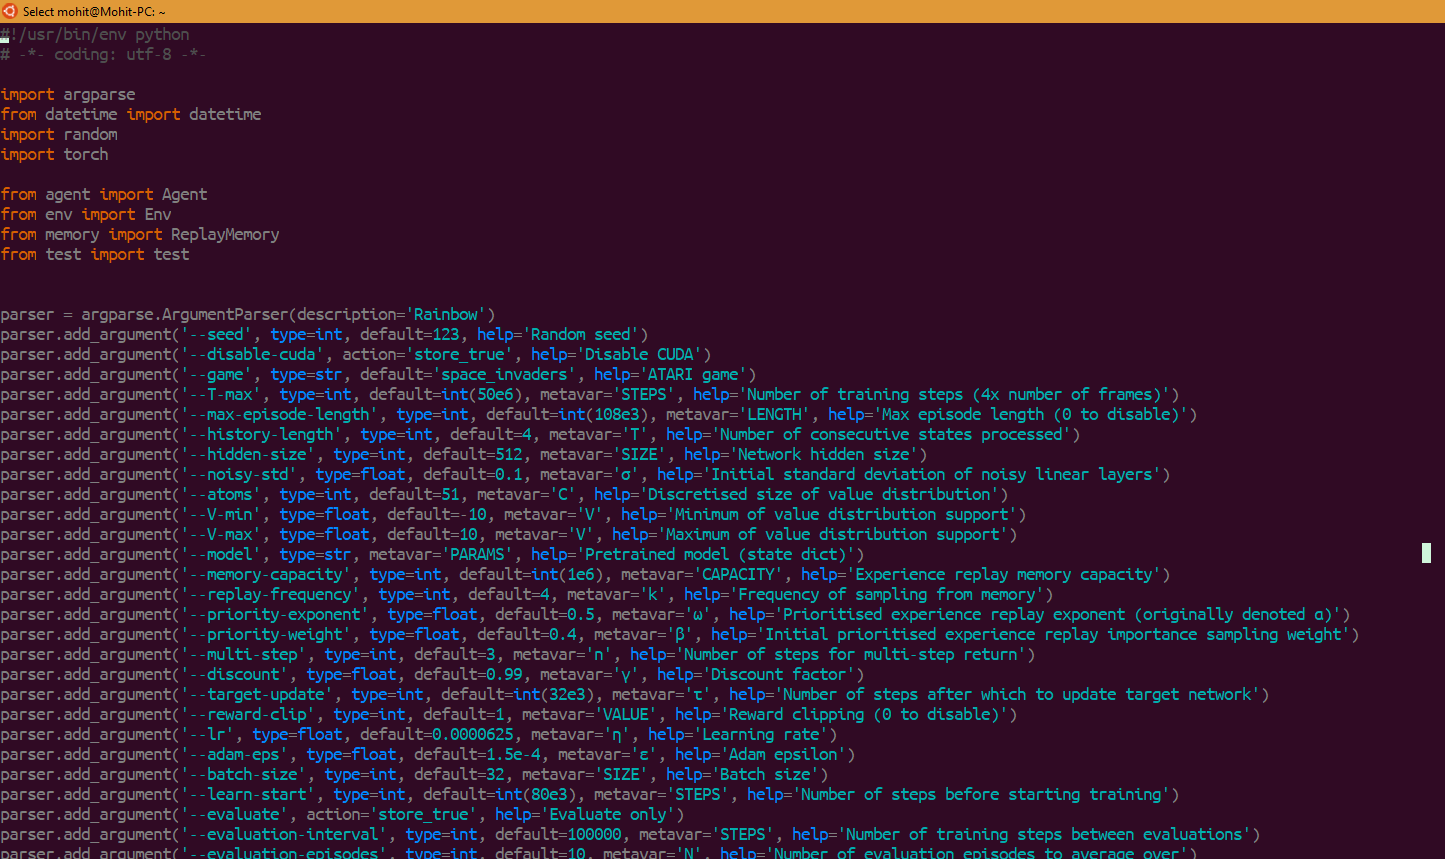 Select mohit@Mohit-PC: ~
#!/usr/bin/env python
# -*- coding: utf-8 -*-
import argparse
from datetime import datetime
import random
import torch
from agent import Agent
from env import Env
from memory import ReplayMemory
from test import test
parser = argparse.ArgumentParser(description='Rainbow')
parser.add_argument('--seed', type=int, default=123, help='Random seed')
parser.add_argument('--disable-cuda', action='store_true', help='Disable CUDA')
parser.add_argument('--game', type=str, default='space_invaders', help='ATARI game')
parser.add_argument('--T-max', type=int, default=int(50e6), metavar='STEPS', help='Number of training steps (4x number of frames)')
parser.add_argument('--max-episode-length', type=int, default=int(108e3), metavar='LENGTH', help='Max episode length (0 to disable)')
parser.add_argument('--history-length', type=int, default=4, metavar='T', help='Number of consecutive states processed')
parser.add_argument('--hidden-size', type=int, default=512, metavar='SIZE', help='Network hidden size')
parser.add_argument('--noisy-std', type=float, default=0.1, metavar='σ', help='Initial standard deviation of noisy linear layers')
parser.add_argument('--atoms', type=int, default=51, metavar='C', help='Discretised size of value distribution')
parser.add_argument('--V-min', type=float, default=-10, metavar='V', help='Minimum of value distribution support')
parser.add_argument('--V-max', type=float, default=10, metavar='V', help='Maximum of value distribution support')
parser.add_argument('--model', type=str, metavar='PARAMS', help='Pretrained model (state dict)')
parser.add_argument('--memory-capacity', type=int, default=int(1e6), metavar='CAPACITY', help='Experience replay memory capacity')
parser.add_argument('--replay-frequency', type=int, default=4, metavar='k', help='Frequency of sampling from memory')
parser.add_argument('--priority-exponent', type=float, default=0.5, metavar='ω', help='Prioritised experience replay exponent (originally denoted α)')
parser.add_argument('--priority-weight', type=float, default=0.4, metavar='β', help='Initial prioritised experience replay importance sampling weight')
parser.add_argument('--multi-step', type=int, default=3, metavar='n', help='Number of steps for multi-step return')
parser.add_argument('--discount', type=float, default=0.99, metavar='γ', help='Discount factor')
parser.add_argument('--target-update', type=int, default=int(32e3), metavar='τ', help='Number of steps after which to update target network')
parser.add_argument('--reward-clip', type=int, default=1, metavar='VALUE', help='Reward clipping (0 to disable)')
parser.add_argument('--lr', type=float, default=0.0000625, metavar='η', help='Learning rate')
parser.add_argument('--adam-eps', type=float, default=1.5e-4, metavar='ε', help='Adam epsilon')
parser.add_argument('--batch-size', type=int, default=32, metavar='SIZE', help='Batch size')
parser.add_argument('--learn-start', type=int, default=int(80e3), metavar='STEPS', help='Number of steps before starting training')
parser.add_argument('--evaluate', action='store_true', help='Evaluate only')
parser.add_argument('--evaluation-interval', type=int, default=100000, metavar='STEPS', help='Number of training steps between evaluations')
parser.add_argument('--evaluation-episodes', type=int, default=10, metavar='N', help='Number of evaluation episodes to average over')